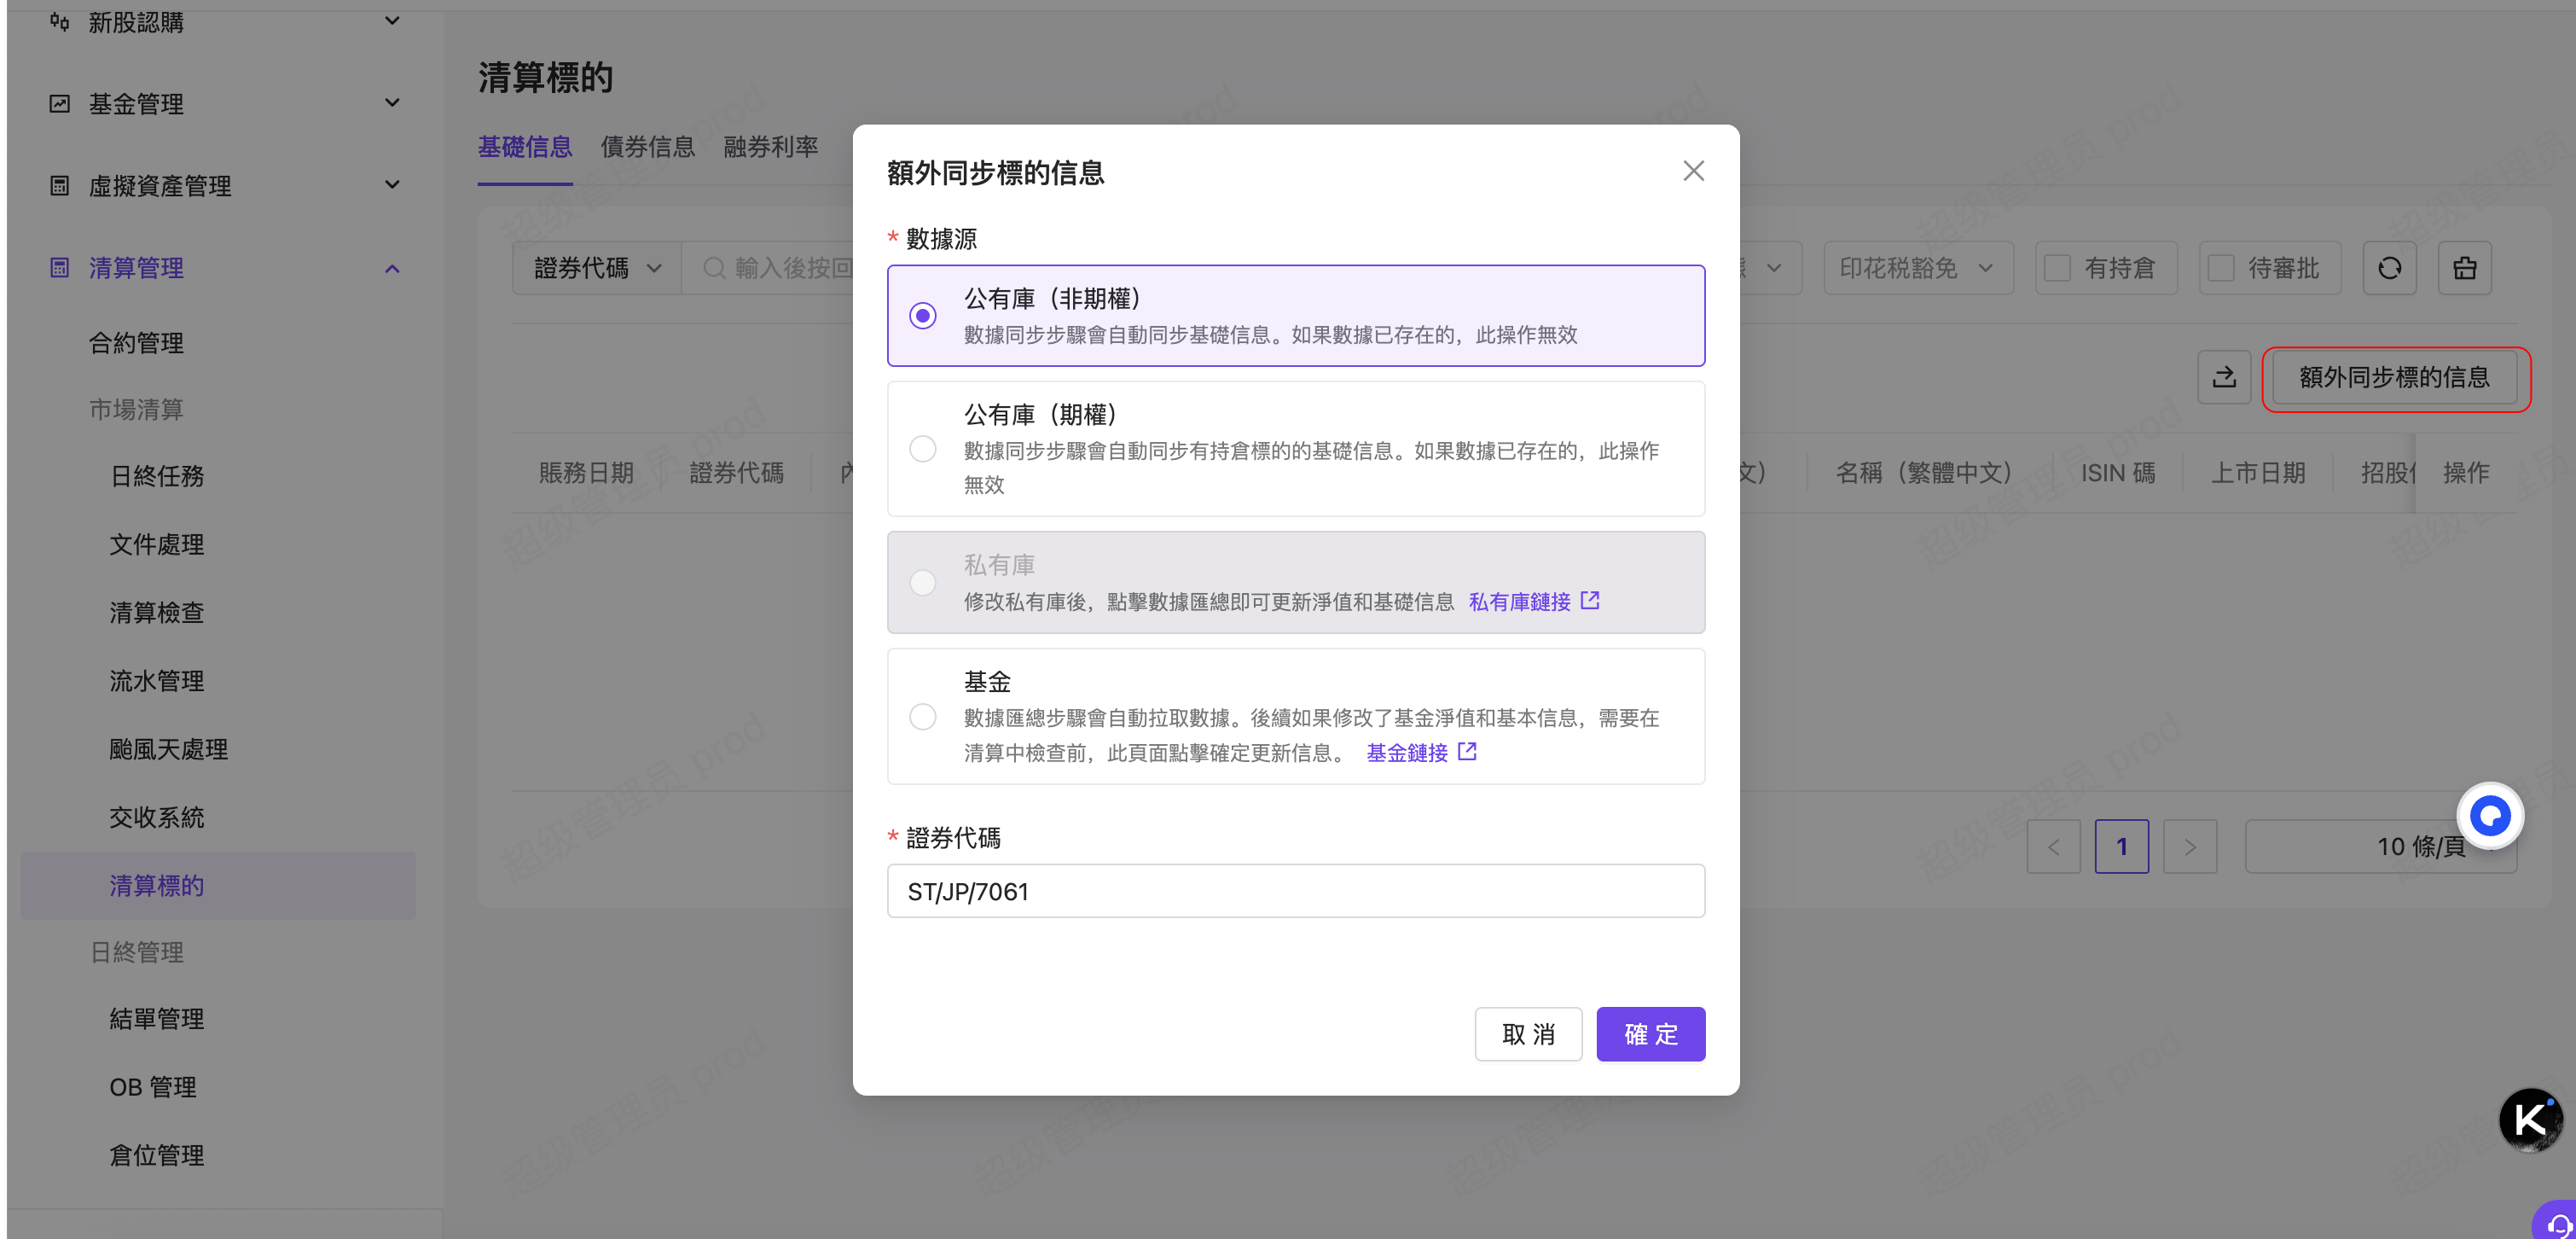 新股認購
基金管理
虛擬資產管理
清算管理
合約管理
市場清算
日終任務
文件處理
清算檢查
流水管理
颱風天處理
交收系統
清算標的
日終管理
結單管理
OB 管理
倉位管理
清算標的
基礎信息 債券信息 融券利率
證券代碼 輸入後按回
印花稅豁免 有持倉 待審批
額外同步標的信息
賬務日期 證券代碼
文） 名稱（繁體中文） ISIN 碼 上市日期 招股 操作
1 10 條/頁
額外同步標的信息
* 數據源
公有庫（非期權）
數據同步步驟會自動同步基礎信息。如果數據已存在的，此操作無效
公有庫（期權）
數據同步步驟會自動同步有持倉標的的基礎信息。如果數據已存在的，此操作
無效
私有庫
修改私有庫後，點擊數據匯總即可更新淨值和基礎信息 私有庫鏈接
基金
數據匯總步驟會自動拉取數據。後續如果修改了基金淨值和基本信息，需要在
清算中檢查前，此頁面點擊確定更新信息。 基金鏈接
* 證券代碼
ST/JP/7061
取 消 確 定
超级管理员 prod
K